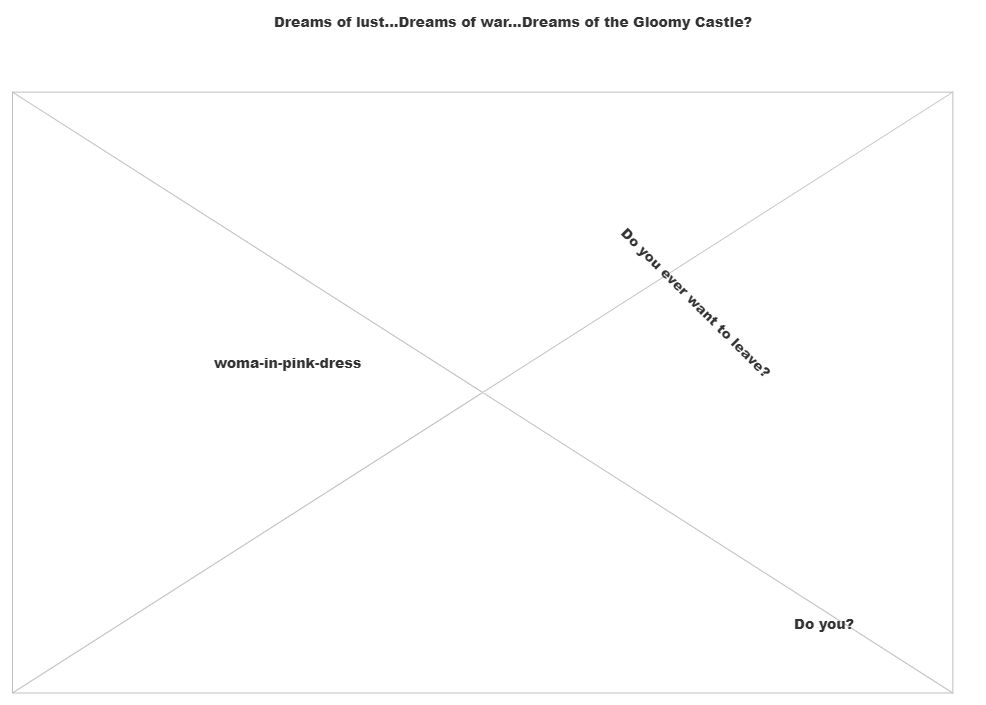 Dreams of lust...Dreams of war...Dreams of the Gloomy Castle?
Do you ever want to leave?
woma-in-pink-dress
Do you?